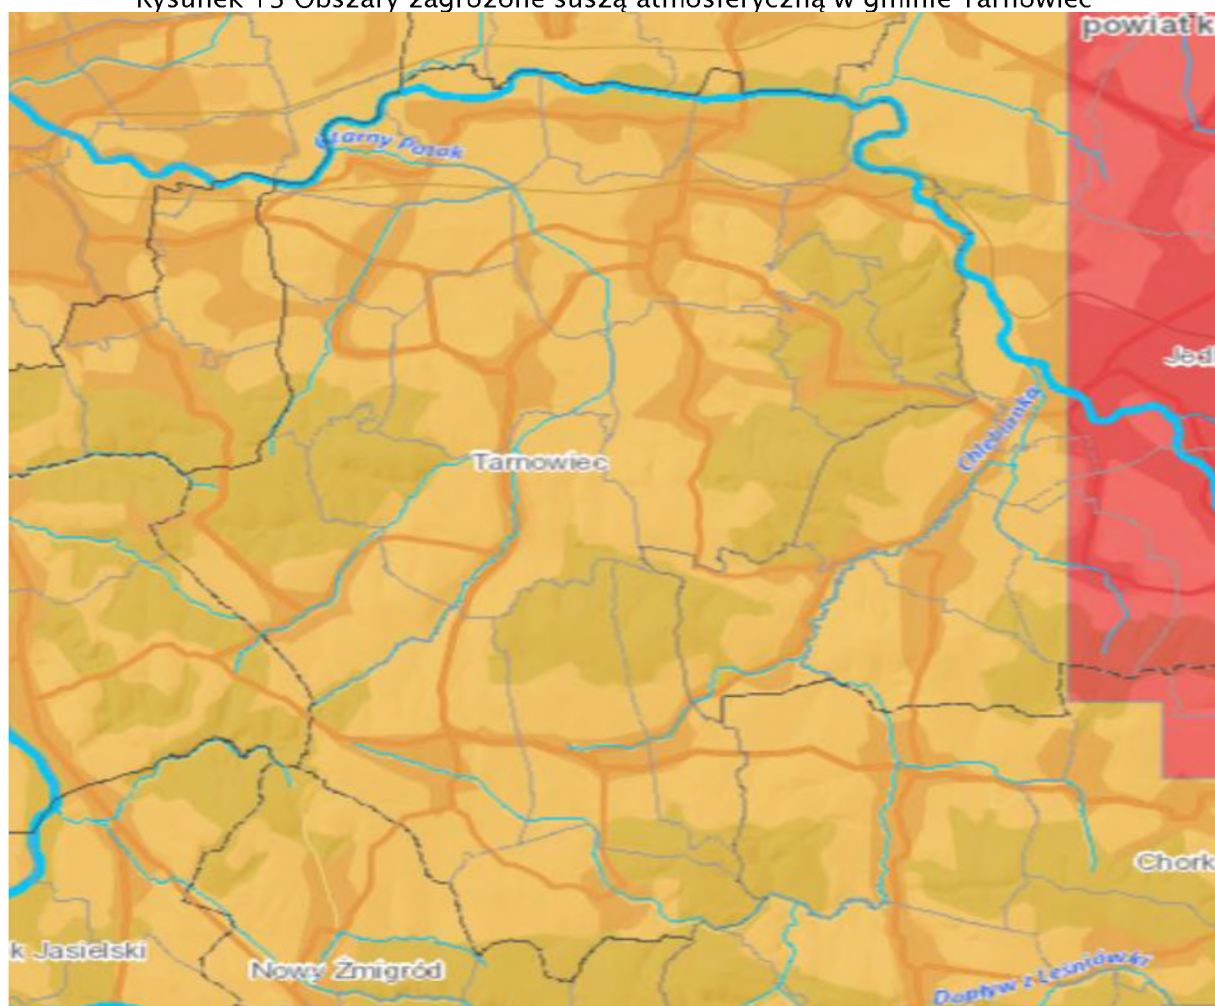 Rysunek 13 Obszary zagrożone suszą atmosferyczną w gminie Tarnowiec
powiat k
Czarny Potok
Jedl
Chlebianka
Tarnowiec
Chork
k Jasielski
Nowy Żmigród
Dopływ z Leśniówki